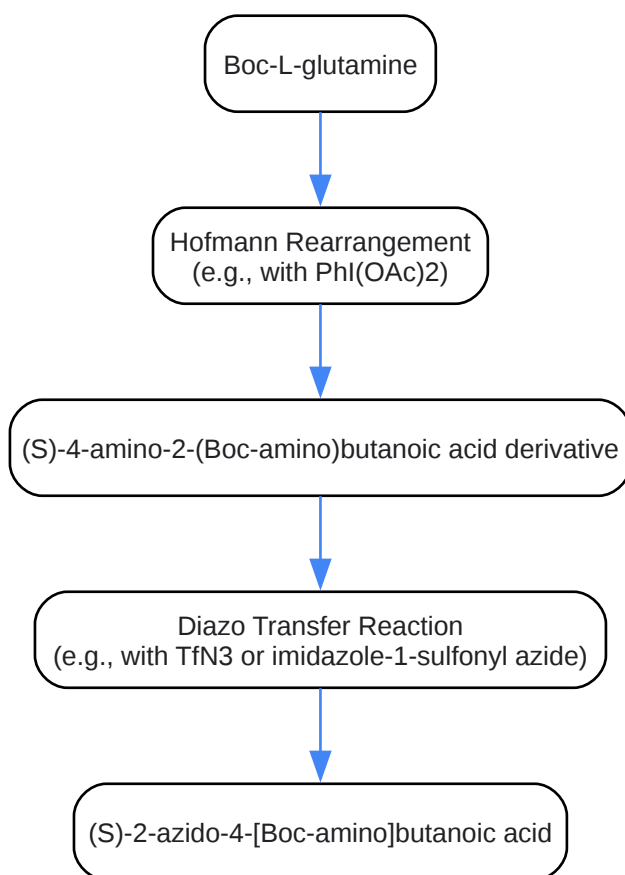 Boc-L-glutamine
Hofmann Rearrangement
(e.g., with PhI(OAc)2)
(S)-4-amino-2-(Boc-amino)butanoic acid derivative
Diazo Transfer Reaction
(e.g., with TfN3 or imidazole-1-sulfonyl azide)
(S)-2-azido-4-[Boc-amino]butanoic acid